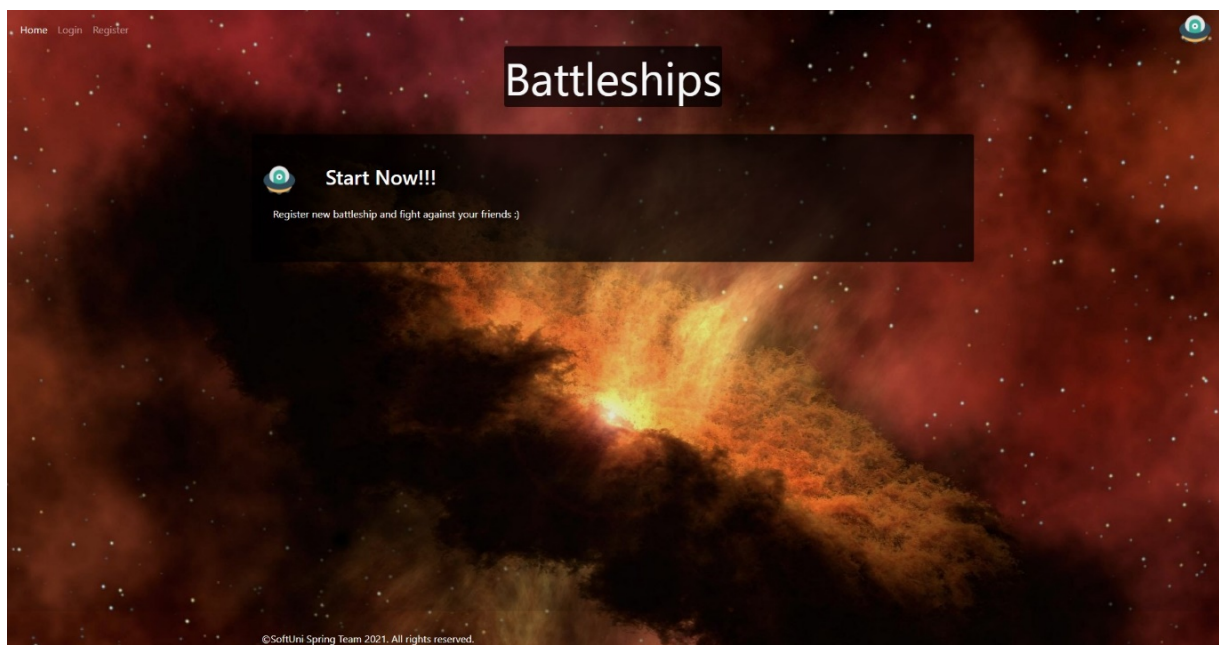 Home Login Register
Battleships
Start Now!!!
Register new battleship and fight against your friends :)
©SoftUni Spring Team 2021. All rights reserved.